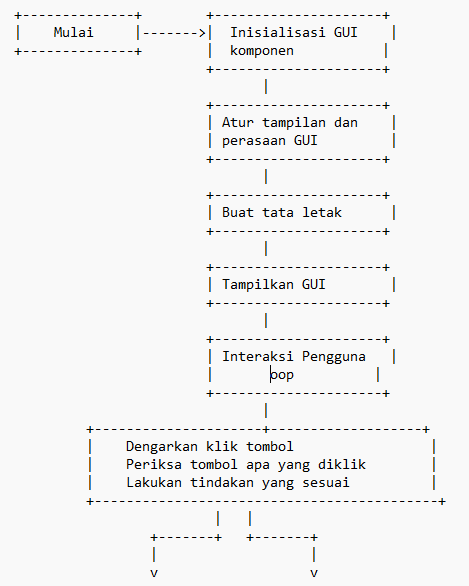 Mulai
Inisialisasi GUI
komponen
Atur tampilan dan
perasaan GUI
Buat tata letak
Tampilkan GUI
Interaksi Pengguna
oop
Dengarkan klik tombol
Periksa tombol apa yang diklik
Lakukan tindakan yang sesuai
v v